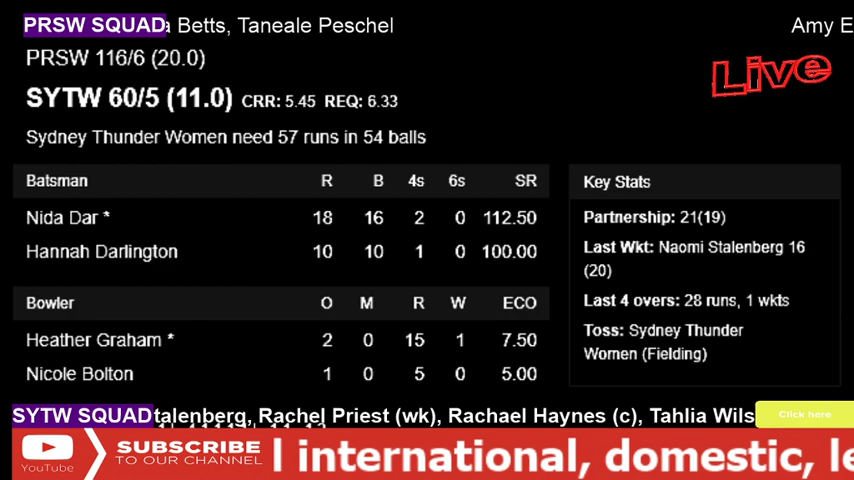 PRSW SQUAD a Betts, Taneale Peschel Amy E
PRSW 116/6 (20.0)
Live
SYTW 60/5 (11.0) CRR: 5.45 REQ: 6.33
Sydney Thunder Women need 57 runs in 54 balls
Batsman R B 4s 6s SR
Nida Dar * 18 16 2 0 112.50
Hannah Darlington 10 10 1 0 100.00
Bowler O M R W ECO
Heather Graham * 2 0 15 1 7.50
Nicole Bolton 1 0 5 0 5.00
Key Stats
Partnership: 21(19)
Last Wkt: Naomi Stalenberg 16
(20)
Last 4 overs: 28 runs, 1 wkts
Toss: Sydney Thunder
Women (Fielding)
SYTW SQUAD talenberg, Rachel Priest (wk), Rachael Haynes (c), Tahlia Wils
Click here
YouTube
SUBSCRIBE
TO OUR CHANNEL
l international, domestic, le